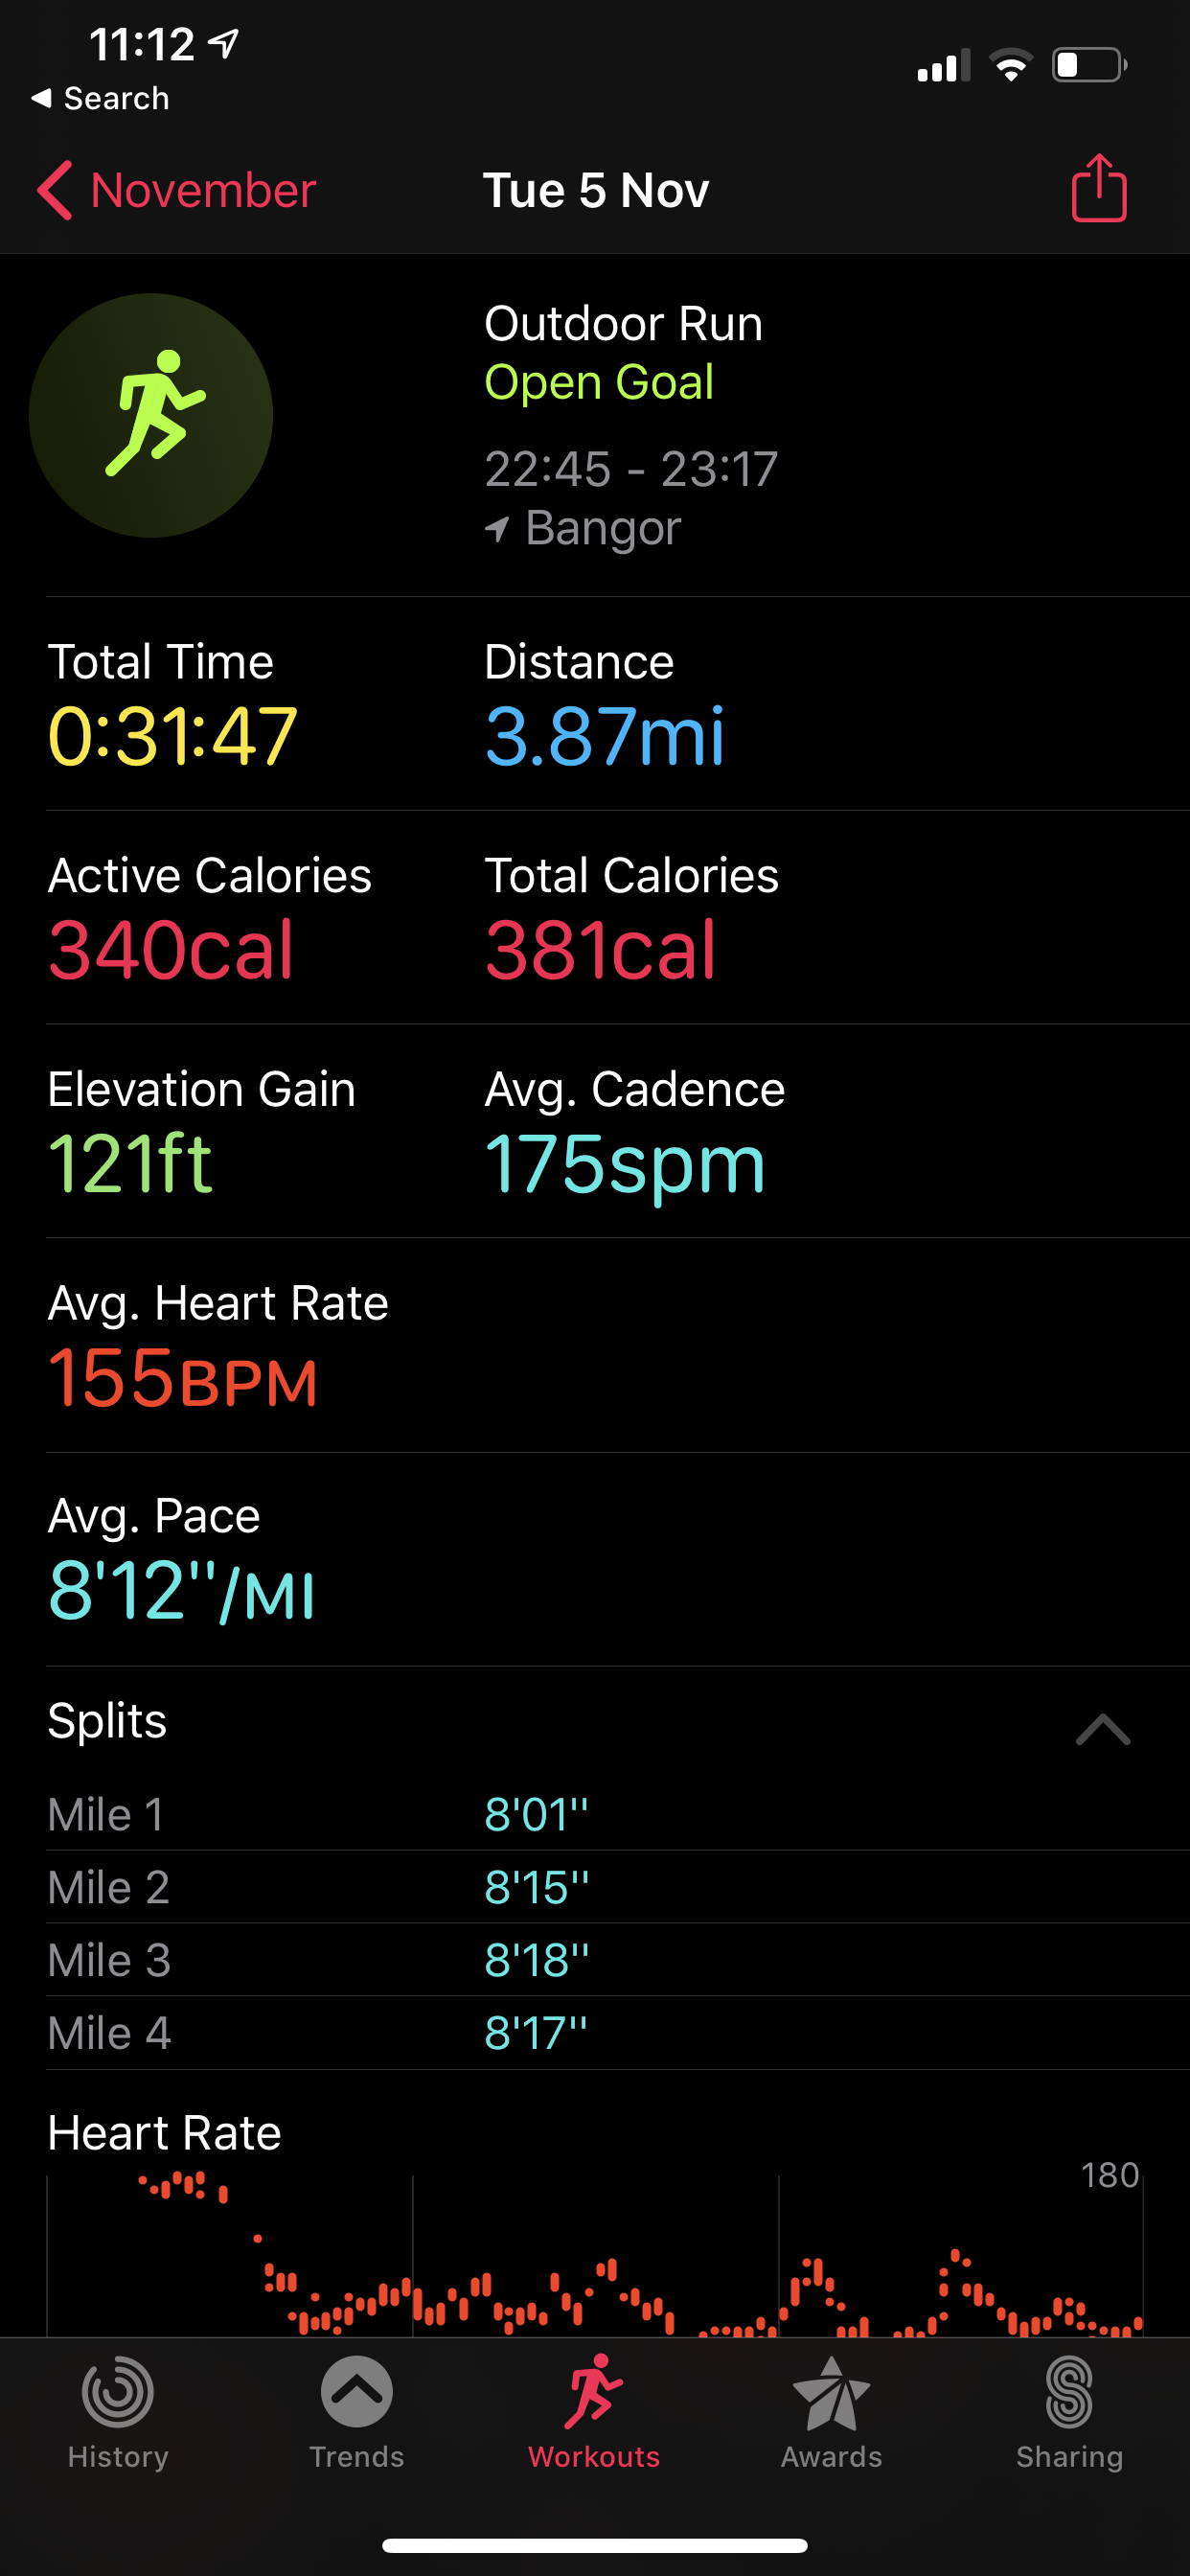 11:12
Search
November
Tue 5 Nov
Outdoor Run
Open Goal
22:45 - 23:17
Bangor
Total Time
Distance
0:31:47
3.87mi
Active Calories
Total Calories
340cal
381cal
Elevation Gain
Avg. Cadence
121ft
175spm
Avg. Heart Rate
155BPM
Avg. Pace
8'12''/MI
Splits
Mile 1 8'01''
Mile 2 8'15''
Mile 3 8'18''
Mile 4 8'17''
Heart Rate
180
History Trends Workouts Awards Sharing